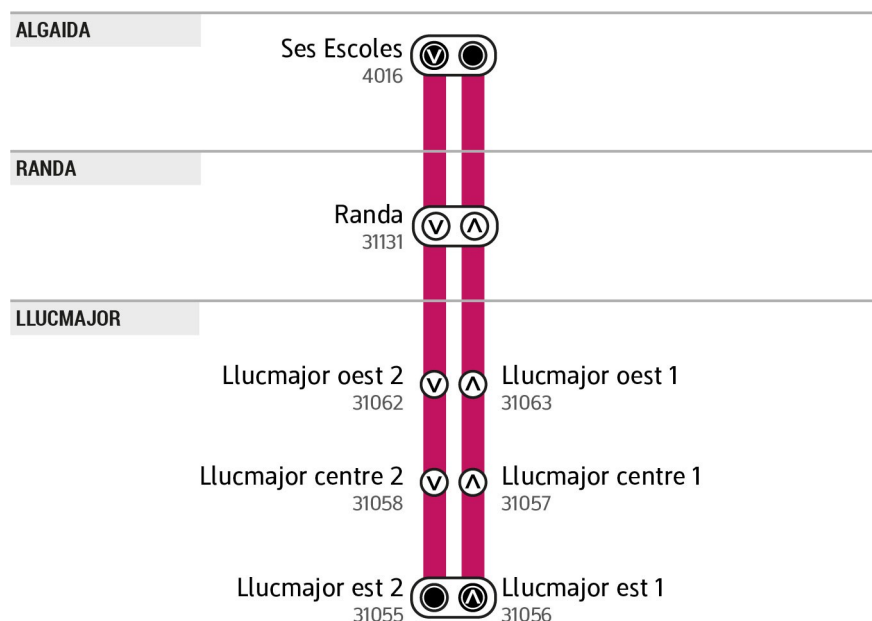 ALGAIDA
Ses Escoles
4016
RANDA
Randa
31131
LLUCMAJOR
Llucmajor oest 2
31062
Llucmajor oest 1
31063
Llucmajor centre 2
31058
Llucmajor centre 1
31057
Llucmajor est 2
31055
Llucmajor est 1
31056